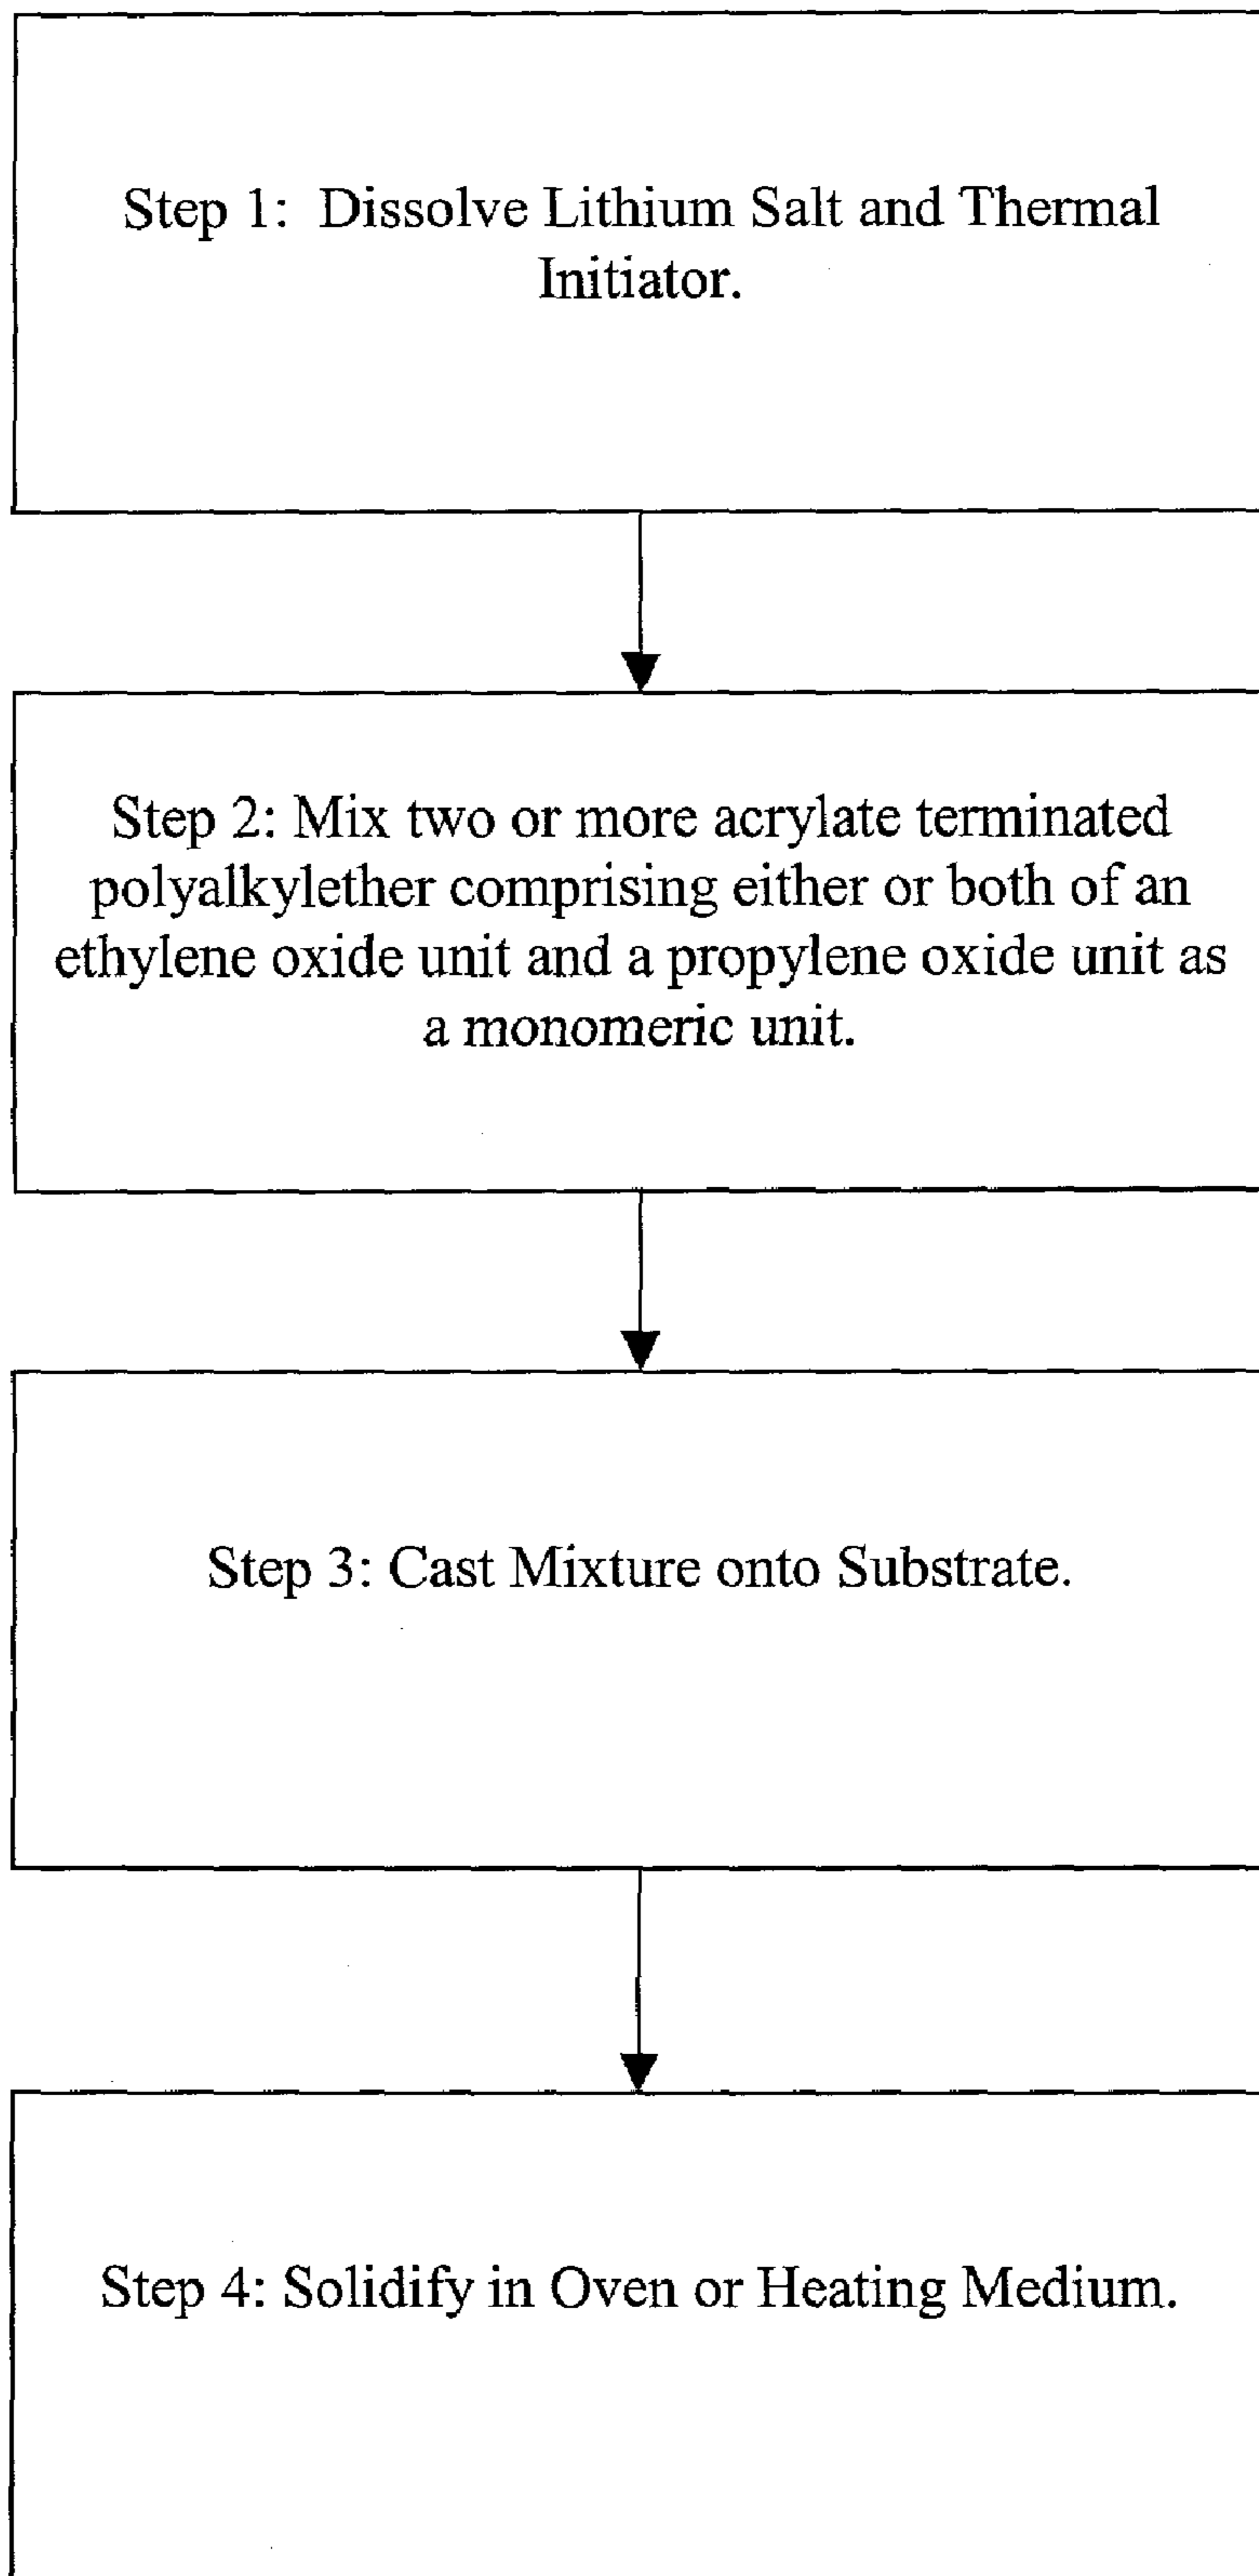 Step 1: Dissolve Lithium Salt and Thermal
Initiator.
Step 2: Mix two or more acrylate terminated
polyalkylether comprising either or both of an
ethylene oxide unit and a propylene oxide unit as
a monomeric unit.
Step 3: Cast Mixture onto Substrate.
Step 4: Solidify in Oven or Heating Medium.